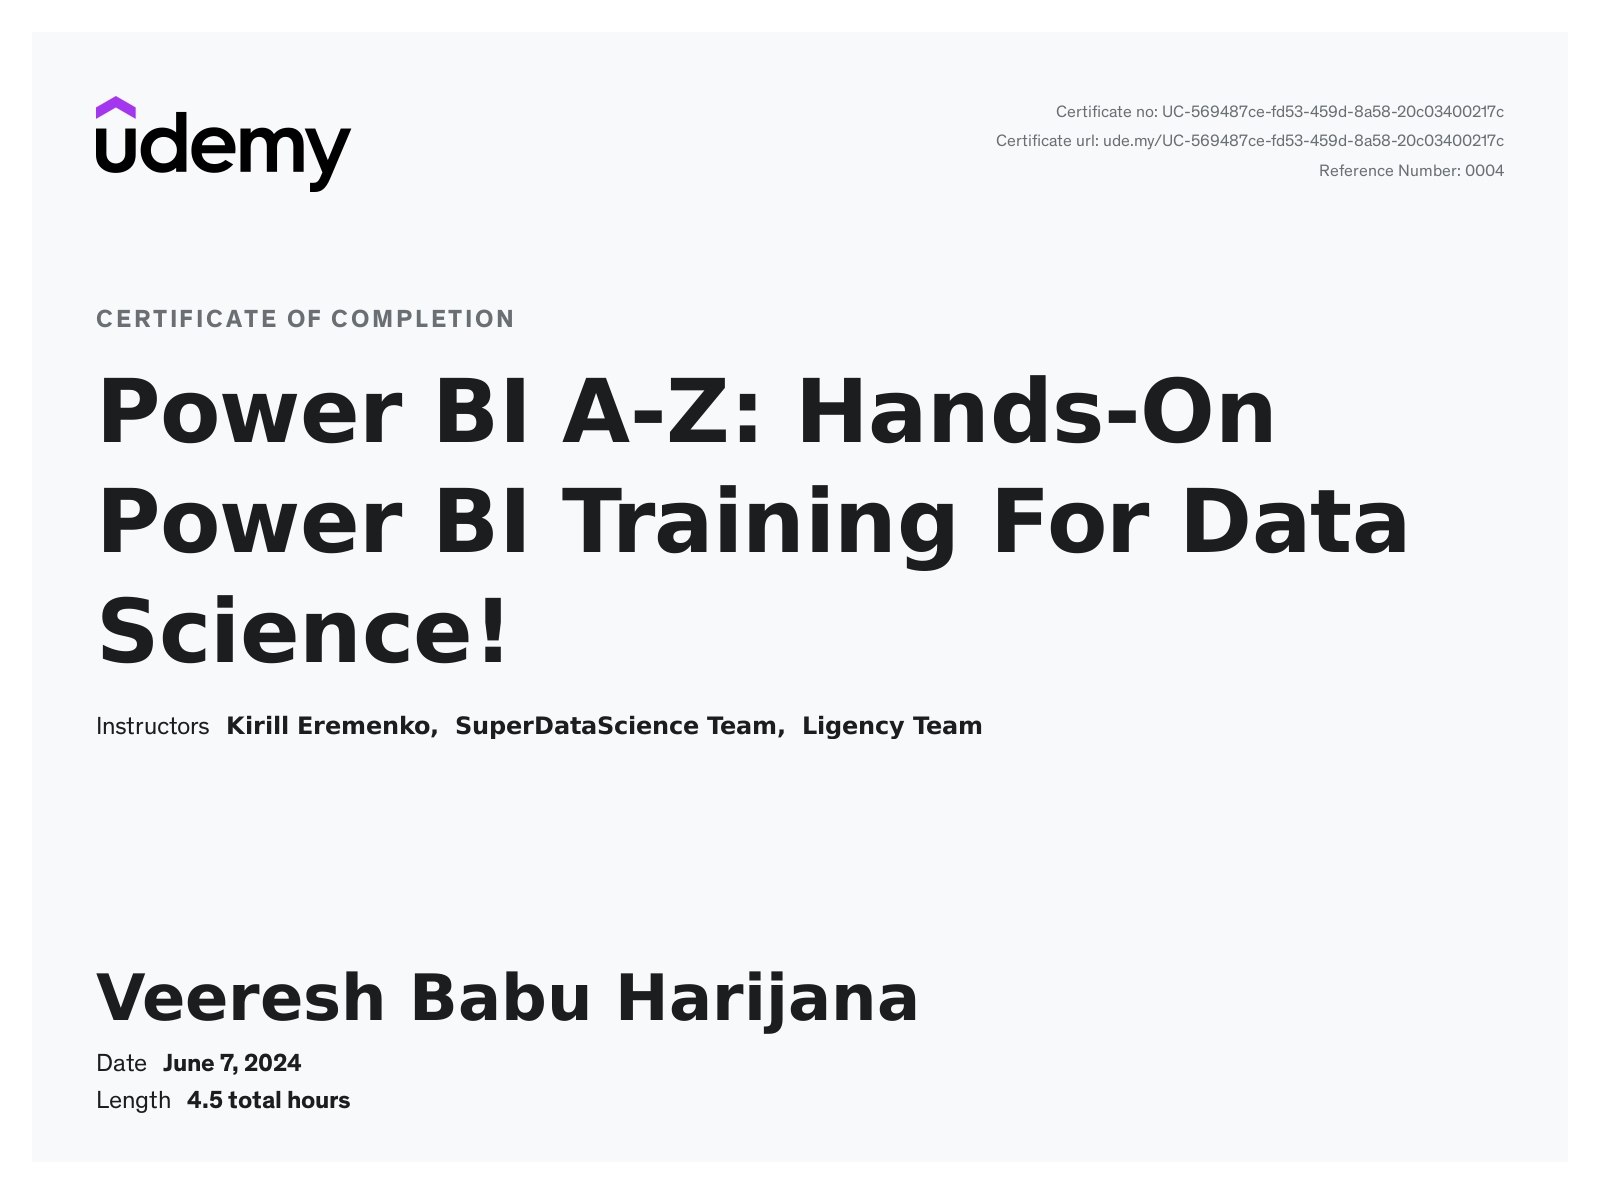 udemy
Certificate no: UC-569487ce-fd53-459d-8a58-20c03400217c
Certificate url: ude.my/UC-569487ce-fd53-459d-8a58-20c03400217c
Reference Number: 0004
CERTIFICATE OF COMPLETION
Power BI A-Z: Hands-On
Power BI Training For Data
Science!
Instructors Kirill Eremenko, SuperDataScience Team, Ligency Team
Veeresh Babu Harijana
Date June 7, 2024
Length 4.5 total hours